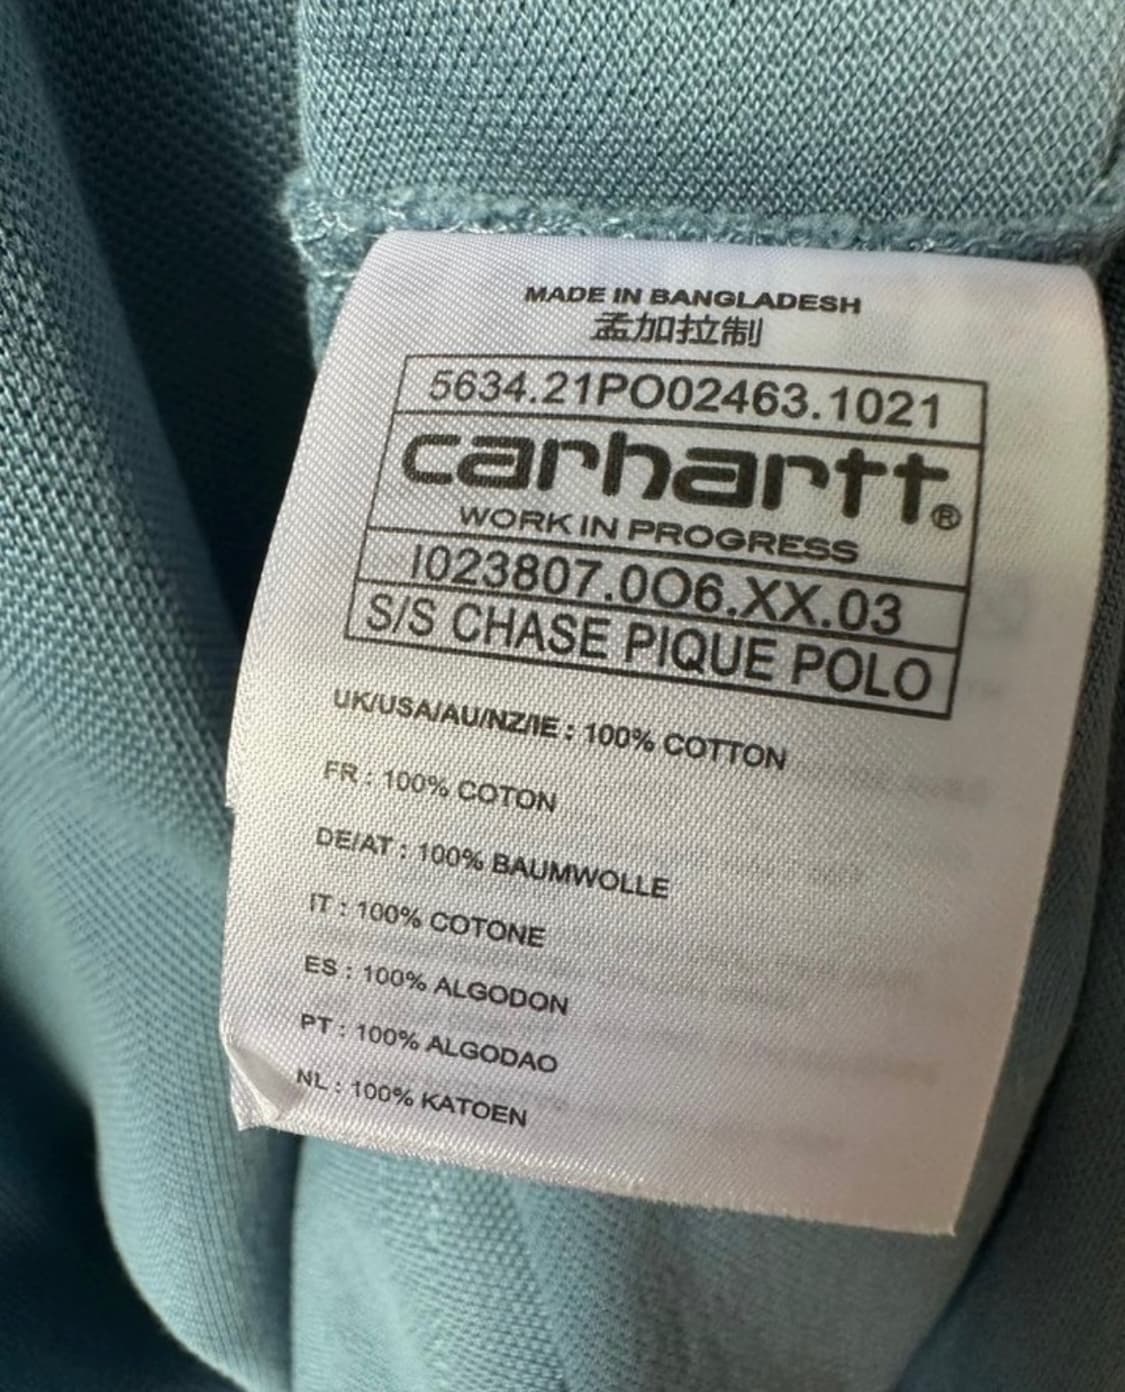 MADE IN BANGLADESH
孟加拉制
5634.21PO02463.1021
carhartt®
WORK IN PROGRESS
I023807.0O6.XX.03
S/S CHASE PIQUE POLO
UK/USA/AU/NZ/IE : 100% COTTON
FR : 100% COTON
DE/AT : 100% BAUMWOLLE
IT : 100% COTONE
ES : 100% ALGODON
PT : 100% ALGODAO
NL : 100% KATOEN